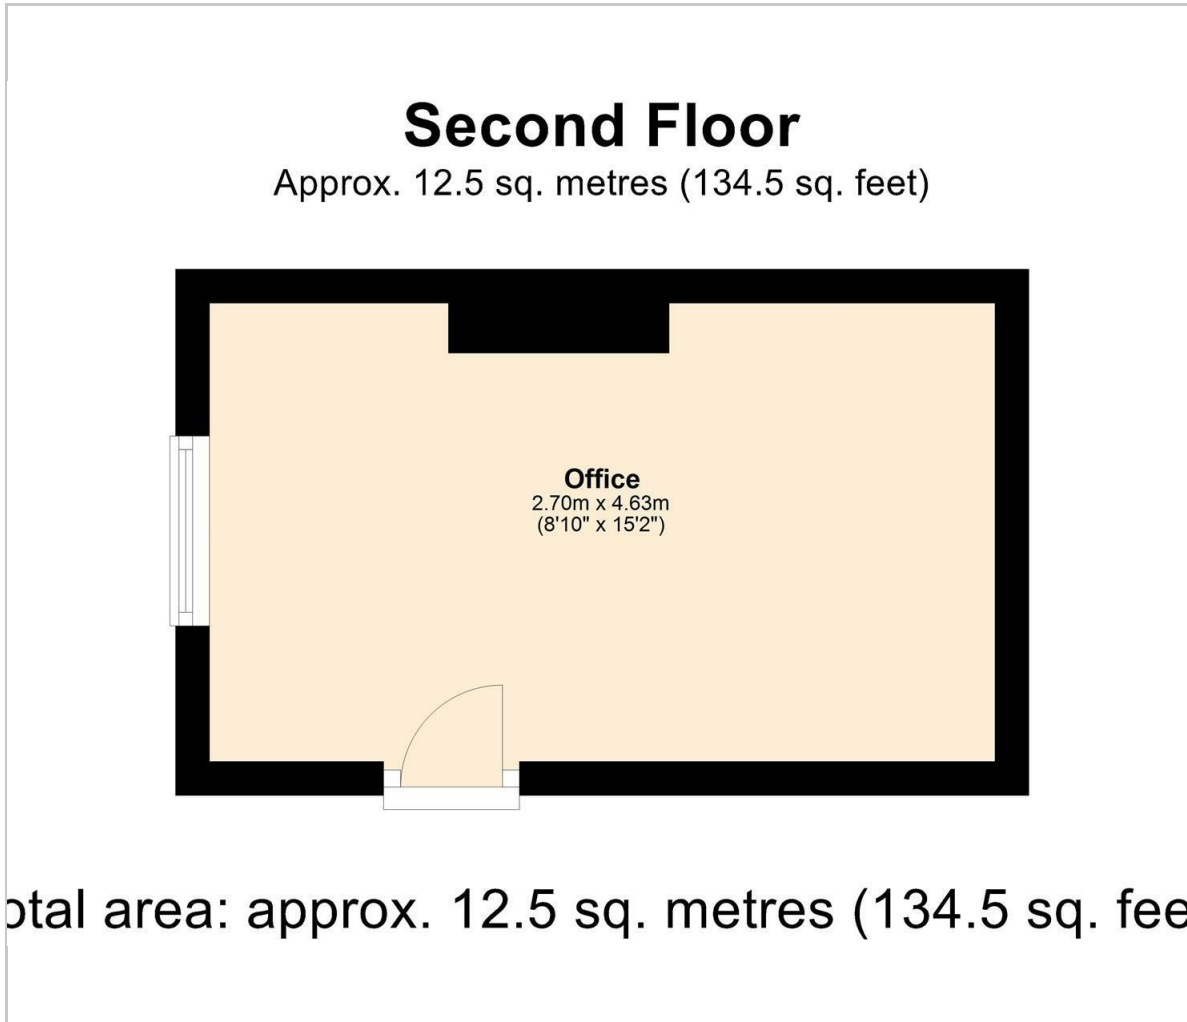 Second Floor
Approx. 12.5 sq. metres (134.5 sq. feet)
Office
2.70m x 4.63m
(8'10" x 15'2")
otal area: approx. 12.5 sq. metres (134.5 sq. fee